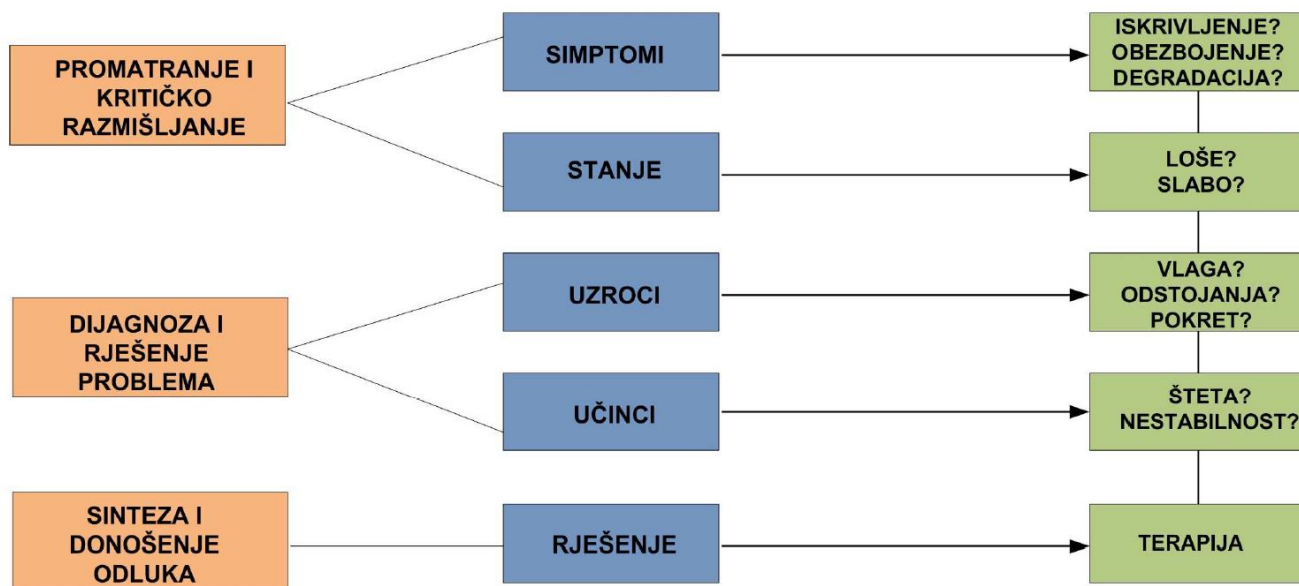 PROMATRANJE I
KRITIČKO
RAZMIŠLJANJE
SIMPTOMI
ISKRIVLJENJE?
OBEZBOJENJE?
DEGRADACIJA?
STANJE
LOŠE?
SLABO?
DIJAGNOZA I
RJEŠENJE
PROBLEMA
UZROCI
VLAGA?
ODSTOJANJA?
POKRET?
UČINCI
ŠTETA?
NESTABILNOST?
SINTEZA I
DONOŠENJE
ODLUKA
RJEŠENJE
TERAPIJA